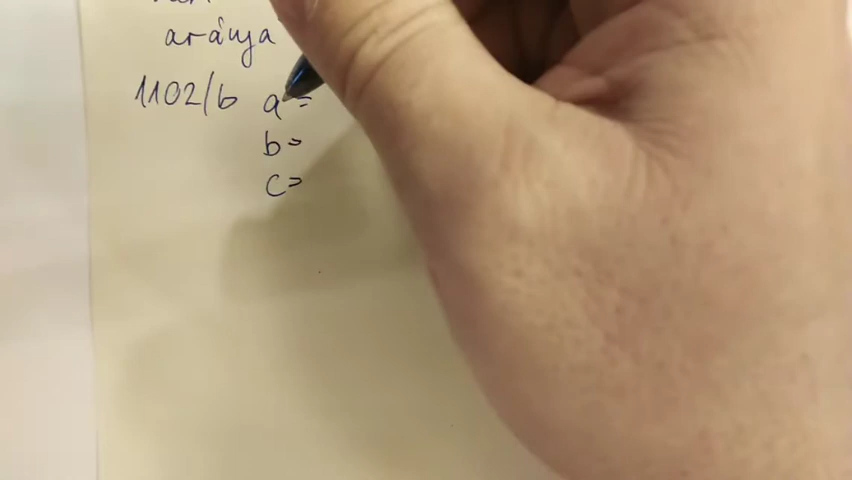 aránya
1102/b a=
b=
c=